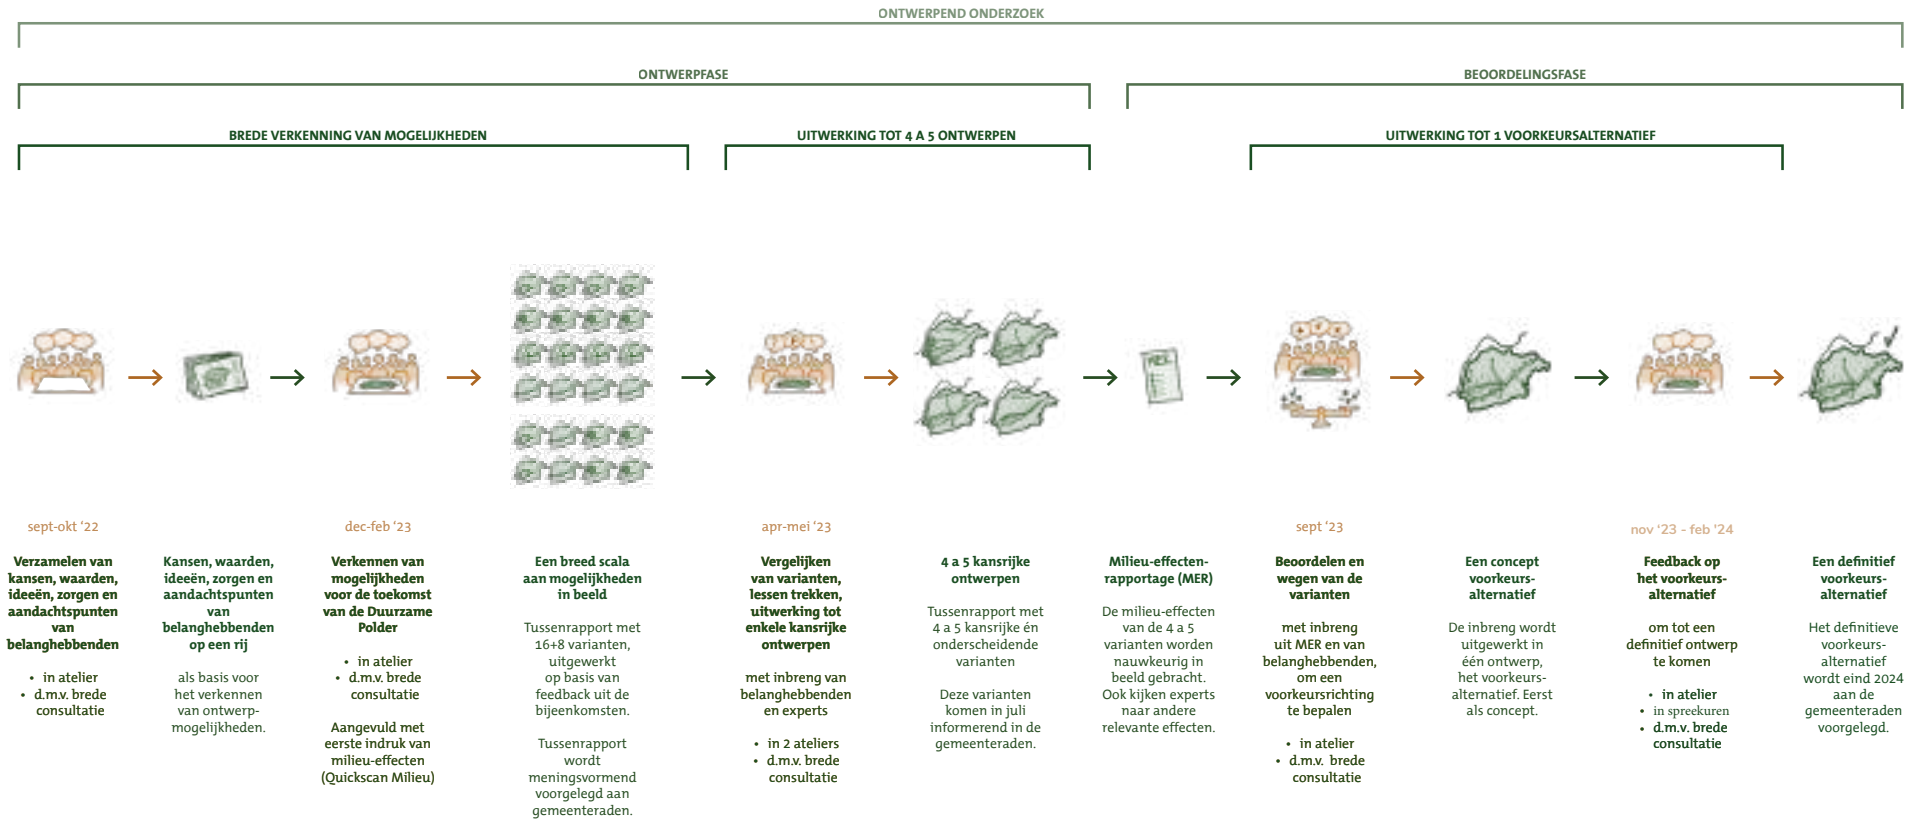 ONTWERPEND ONDERZOEK
ONTWERPFASE
BEOORDELINGSFASE
BREDE VERKENNING VAN MOGELIJKHEDEN
UITWERKING TOT 4 A 5 ONTWERPEN
UITWERKING TOT 1 VOORKEURSALTERNATIEF
MER
sept-okt ‘22
Verzamelen van
kansen, waarden,
ideeën, zorgen en
aandachtspunten
van
belanghebbenden
• in atelier
• d.m.v. brede
consultatie
Kansen, waarden,
ideeën, zorgen en
aandachtspunten
van
belanghebbenden
op een rij
als basis voor
het verkennen
van ontwerp-
mogelijkheden.
dec-feb ‘23
Verkennen van
mogelijkheden
voor de toekomst
van de Duurzame
Polder
• in atelier
• d.m.v. brede
consultatie
Aangevuld met
eerste indruk van
milieu-effecten
(Quickscan Milieu)
Een breed scala
aan mogelijkheden
in beeld
Tussenrapport met
16+8 varianten,
uitgewerkt
op basis van
feedback uit de
bijeenkomsten.
Tussenrapport
wordt
meningsvormend
voorgelegd aan
gemeenteraden.
apr-mei ‘23
Vergelijken
van varianten,
lessen trekken,
uitwerking tot
enkele kansrijke
ontwerpen
met inbreng van
belanghebbenden
en experts
• in 2 ateliers
• d.m.v. brede
consultatie
4 a 5 kansrijke
ontwerpen
Tussenrapport met
4 a 5 kansrijke én
onderscheidende
varianten
Deze varianten
komen in juli
informerend in de
gemeenteraden.
Milieu-effecten-
rapportage (MER)
De milieu-effecten
van de 4 a 5
varianten worden
nauwkeurig in
beeld gebracht.
Ook kijken experts
naar andere
relevante effecten.
sept ‘23
Beoordelen en
wegen van de
varianten
met inbreng
uit MER en van
belanghebbenden,
om een
voorkeursrichting
te bepalen
• in atelier
• d.m.v. brede
consultatie
Een concept
voorkeurs-
alternatief
De inbreng wordt
uitgewerkt in
één ontwerp,
het voorkeurs-
alternatief. Eerst
als concept.
nov ‘23 - feb ‘24
Feedback op
het voorkeurs-
alternatief
om tot een
definitief ontwerp
te komen
• in atelier
• in spreekuren
• d.m.v. brede
consultatie
Een definitief
voorkeurs-
alternatief
Het definitieve
voorkeurs-
alternatief
wordt eind 2024
aan de
gemeenteraden
voorgelegd.